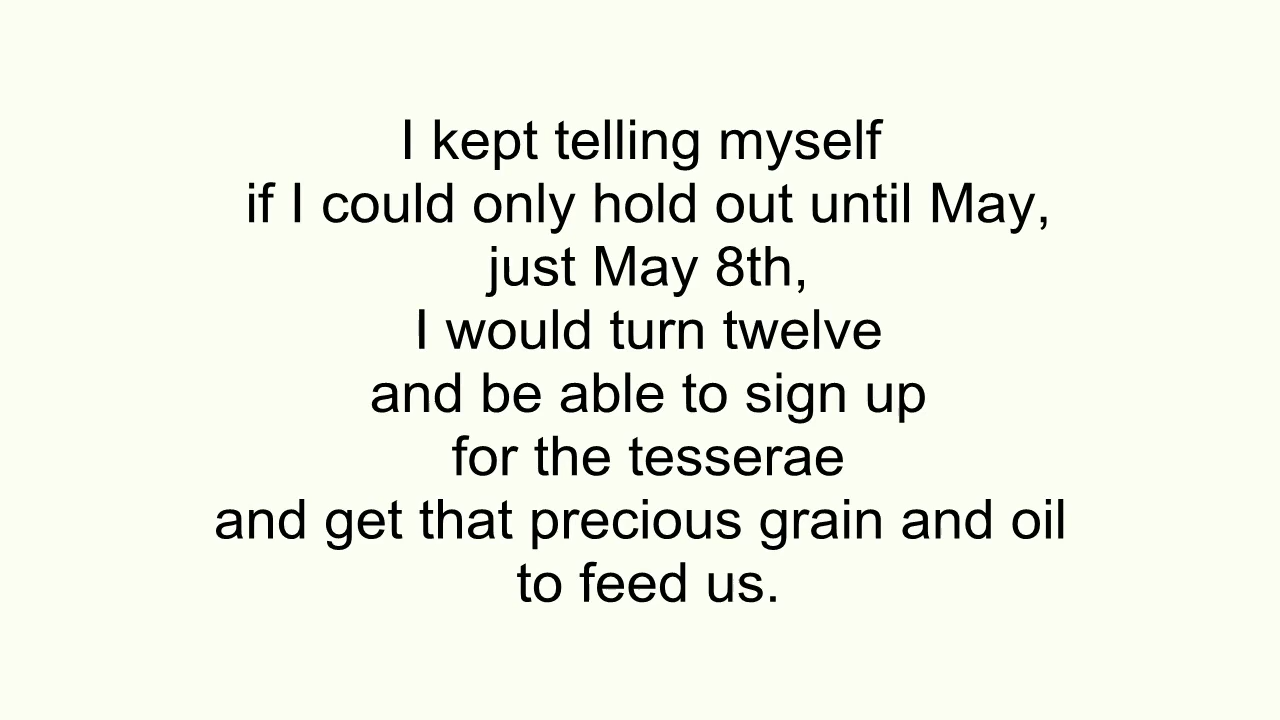 I kept telling myself
if I could only hold out until May,
just May 8th,
I would turn twelve
and be able to sign up
for the tesserae
and get that precious grain and oil
to feed us.